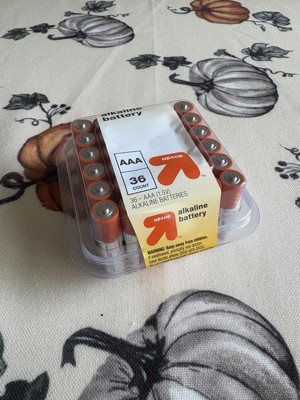 alkaline
battery
AAA
36
COUNT
up&up
36 – AAA (1.5V)
ALKALINE BATTERIES
up&up
alkaline
battery
WARNING: Keep away from children.